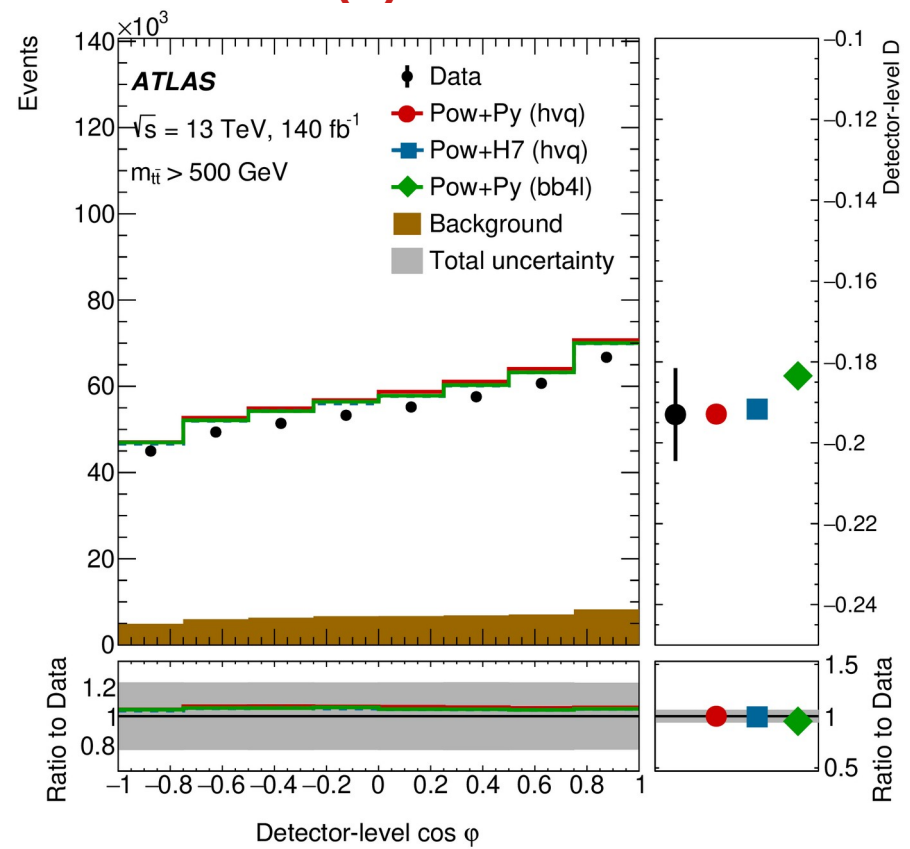 ×10³
Events
140
120
100
80
60
40
20
0
ATLAS
√s = 13 TeV, 140 fb⁻¹
mtt̄ > 500 GeV
Data
Pow+Py (hvq)
Pow+H7 (hvq)
Pow+Py (bb4l)
Background
Total uncertainty
Detector-level D
−0.1
−0.12
−0.14
−0.16
−0.18
−0.2
−0.22
−0.24
Ratio to Data
1.2
1
0.8
−1 −0.8 −0.6 −0.4 −0.2 0 0.2 0.4 0.6 0.8 1
Detector-level cos φ
1.5
1
0.5
Ratio to Data